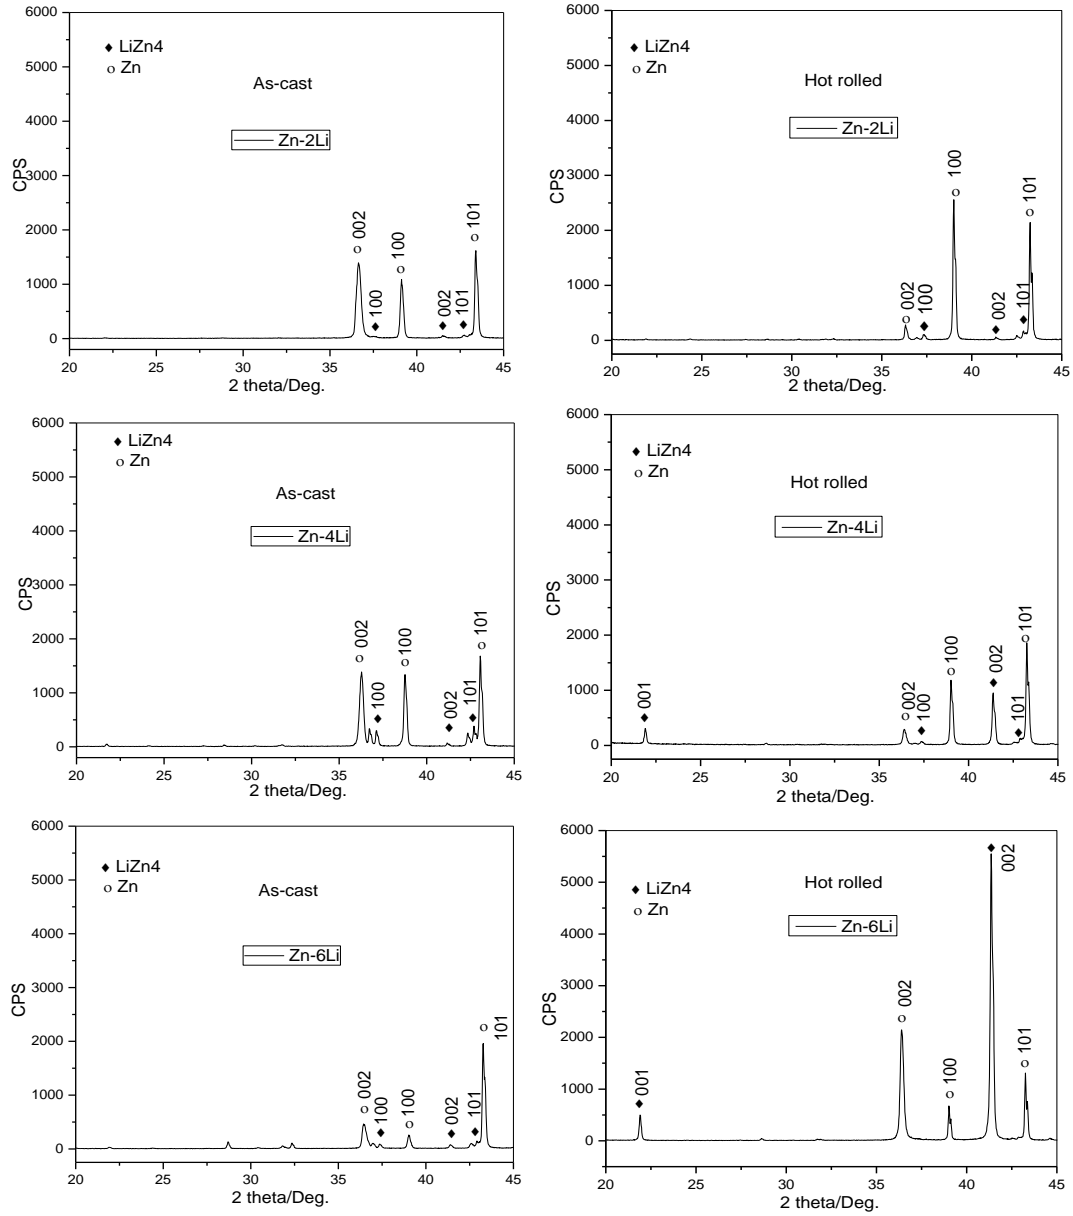 6000
5000
4000
3000
2000
1000
0
CPS
♦ LiZn4
o Zn
As-cast
Zn-2Li
002
100
100
002
101
101
20 25 30 35 40 45
2 theta/Deg.
6000
5000
4000
3000
2000
1000
0
CPS
♦ LiZn4
o Zn
Hot rolled
Zn-2Li
002
100
100
002
101
101
20 25 30 35 40 45
2 theta/Deg.
6000
5000
4000
3000
2000
1000
0
CPS
♦ LiZn4
o Zn
As-cast
Zn-4Li
002
100
100
002
101
101
20 25 30 35 40 45
2 theta/Deg.
6000
5000
4000
3000
2000
1000
0
CPS
♦ LiZn4
o Zn
Hot rolled
Zn-4Li
001
002
100
100
002
101
101
20 25 30 35 40 45
2 theta/Deg.
6000
5000
4000
3000
2000
1000
0
CPS
♦ LiZn4
o Zn
As-cast
Zn-6Li
002
100
100
002
101
101
20 25 30 35 40 45
2 theta/Deg.
6000
5000
4000
3000
2000
1000
0
CPS
♦ LiZn4
o Zn
Hot rolled
Zn-6Li
001
002
100
002
101
20 25 30 35 40 45
2 theta/Deg.